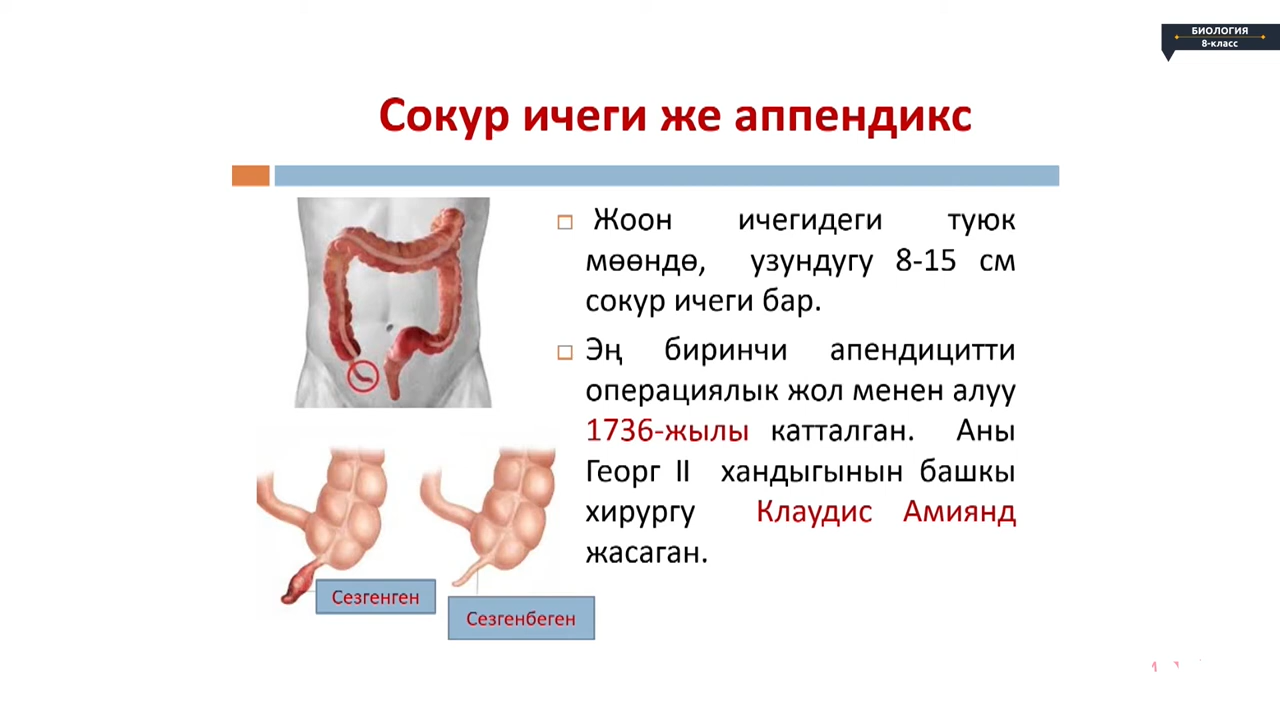 БИОЛОГИЯ
8-класс
Сокур ичеги же аппендикс
Жоон ичегидеги туюк
мөөндө, узундугу 8-15 см
сокур ичеги бар.
Эң биринчи апендицитти
операциялык жол менен алуу
1736-жылы катталган. Аны
Георг II хандыгынын башкы
хирургу Клаудис Амиянд
жасаган.
Сезгенген
Сезгенбеген